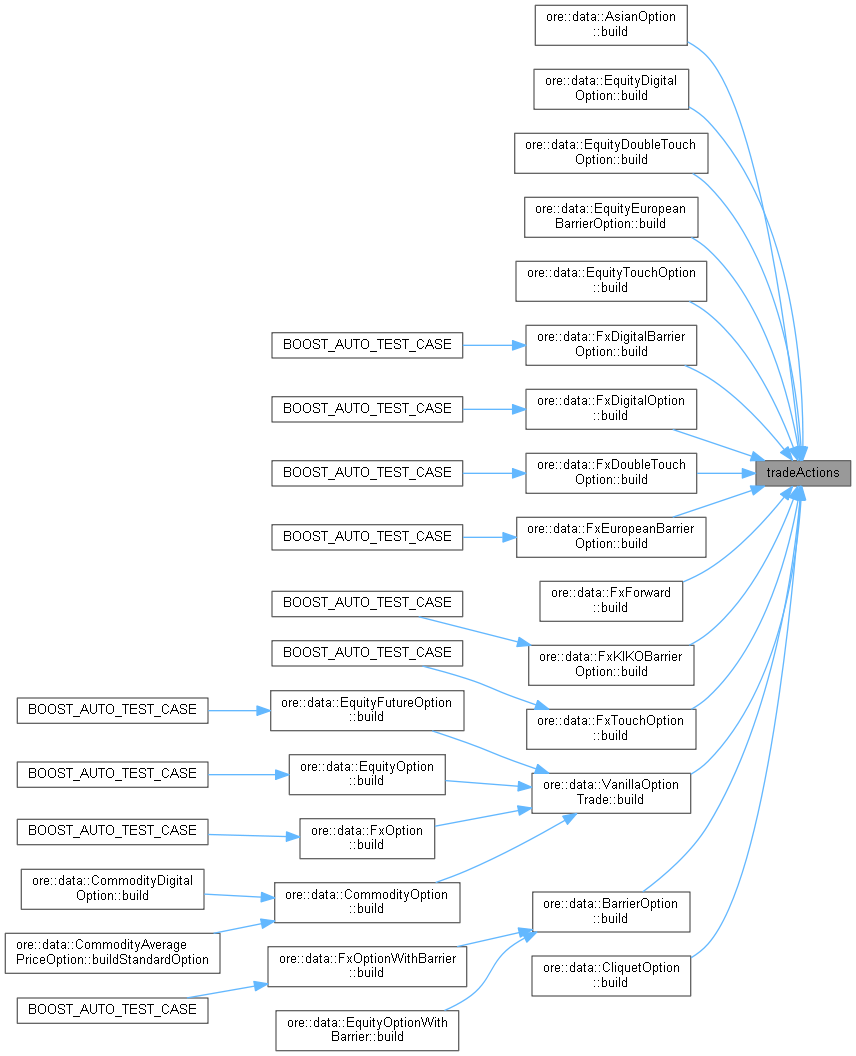 ore::data::AsianOption
::build
ore::data::EquityDigital
Option::build
ore::data::EquityDoubleTouch
Option::build
ore::data::EquityEuropean
BarrierOption::build
ore::data::EquityTouchOption
::build
BOOST_AUTO_TEST_CASE
ore::data::FxDigitalBarrier
Option::build
BOOST_AUTO_TEST_CASE
ore::data::FxDigitalOption
::build
BOOST_AUTO_TEST_CASE
ore::data::FxDoubleTouch
Option::build
tradeActions
BOOST_AUTO_TEST_CASE
ore::data::FxEuropeanBarrier
Option::build
ore::data::FxForward
::build
BOOST_AUTO_TEST_CASE
ore::data::FxKIKOBarrier
Option::build
BOOST_AUTO_TEST_CASE
ore::data::FxTouchOption
::build
BOOST_AUTO_TEST_CASE
ore::data::EquityFutureOption
::build
BOOST_AUTO_TEST_CASE
ore::data::EquityOption
::build
ore::data::VanillaOption
Trade::build
BOOST_AUTO_TEST_CASE
ore::data::FxOption
::build
ore::data::CommodityDigital
Option::build
ore::data::CommodityOption
::build
ore::data::BarrierOption
::build
ore::data::CommodityAverage
PriceOption::buildStandardOption
ore::data::FxOptionWithBarrier
::build
ore::data::CliquetOption
::build
BOOST_AUTO_TEST_CASE
ore::data::EquityOptionWith
Barrier::build